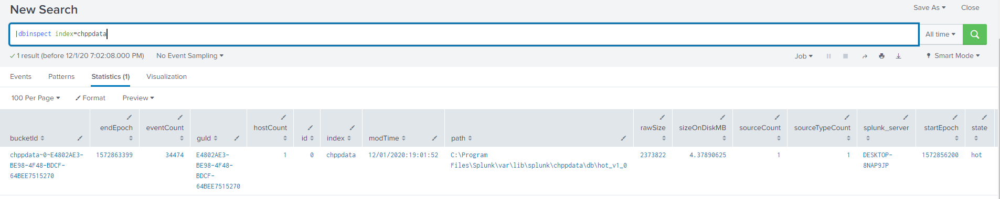 New Search
Save As Close
|dbinspect index=chppdata
All time
1 result (before 12/1/20 7:02:08.000 PM) No Event Sampling
Job Smart Mode
Events Patterns Statistics (1) Visualization
100 Per Page Format Preview
bucketId endEpoch eventCount guId hostCount id index modTime path rawSize sizeOnDiskMB sourceCount sourceTypeCount splunk_server startEpoch state
chppdata~0~E4802AE3- 1572863399 34474 E4802AE3- 1 0 chppdata 12/01/2020:19:01:52 C:\Program 2373822 4.37890625 1 1 DESKTOP- 1572856200 hot
BE98-4F48-BDCF- BE98-4F48- Files\Splunk\var\lib\splunk\chppdata\db\hot_v1_0 8NAP9JP
64BEE7515270 BDCF-
64BEE7515270